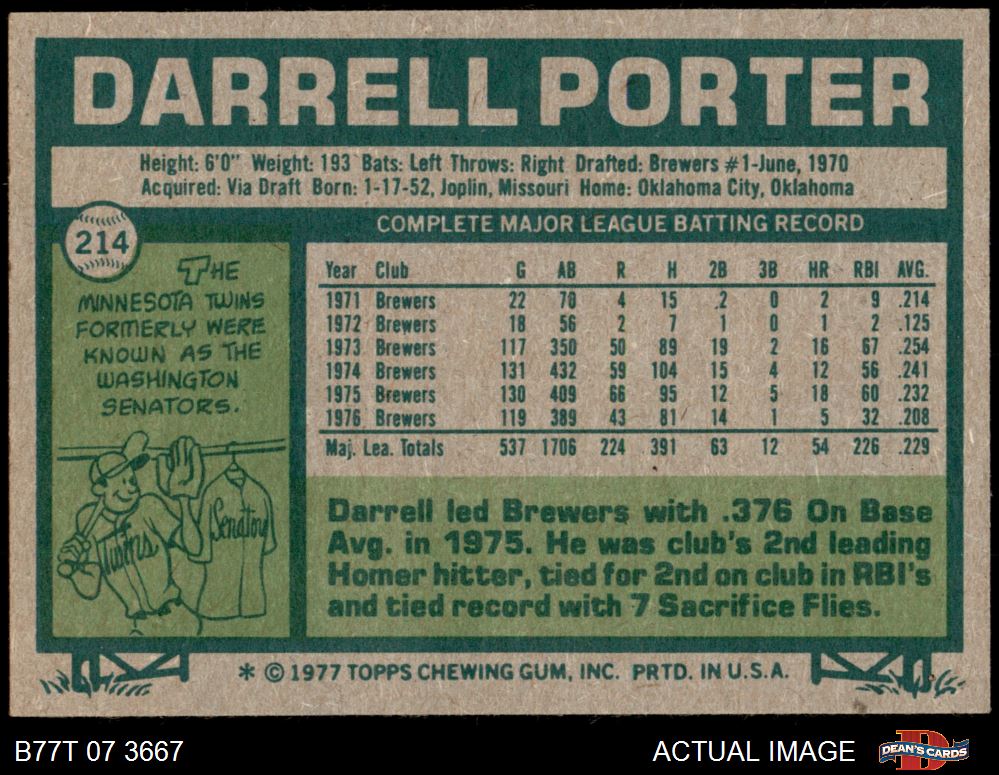 DARRELL PORTER
Height: 6'0" Weight: 193 Bats: Left Throws: Right Drafted: Brewers #1-June, 1970
Acquired: Via Draft Born: 1-17-52, Joplin, Missouri Home: Oklahoma City, Oklahoma
214
THE
MINNESOTA TWINS
FORMERLY WERE
KNOWN AS THE
WASHINGTON
SENATORS.
Twins
Senators
COMPLETE MAJOR LEAGUE BATTING RECORD
Year Club G AB R H 2B 3B HR RBI AVG.
1971 Brewers 22 70 4 15 .2 0 2 9 .214
1972 Brewers 18 56 2 7 1 0 1 2 .125
1973 Brewers 117 350 50 89 19 2 16 67 .254
1974 Brewers 131 432 59 104 15 4 12 56 .241
1975 Brewers 130 409 66 95 12 5 18 60 .232
1976 Brewers 119 389 43 81 14 1 5 32 .208
Maj. Lea. Totals 537 1706 224 391 63 12 54 226 .229
Darrell led Brewers with .376 On Base
Avg. in 1975. He was club's 2nd leading
Homer hitter, tied for 2nd on club in RBI's
and tied record with 7 Sacrifice Flies.
* © 1977 TOPPS CHEWING GUM, INC. PRTD. IN U.S.A.
B77T 07 3667 ACTUAL IMAGE
D
DEAN'S CARDS